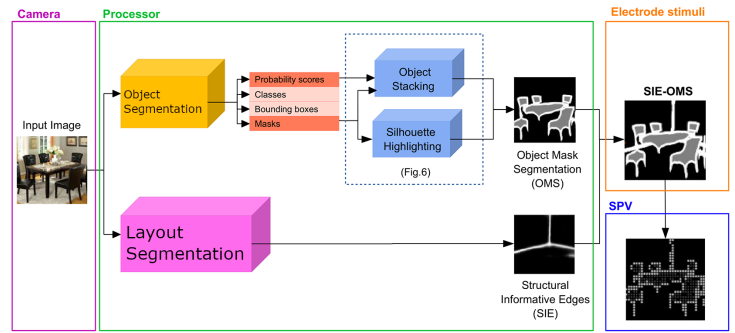 Camera
Processor
Electrode stimuli
Input Image
Object
Segmentation
Probability scores
Classes
Bounding boxes
Masks
Object
Stacking
Silhouette
Highlighting
(Fig.6)
Object Mask
Segmentation
(OMS)
SIE-OMS
Layout
Segmentation
Structural
Informative Edges
(SIE)
SPV